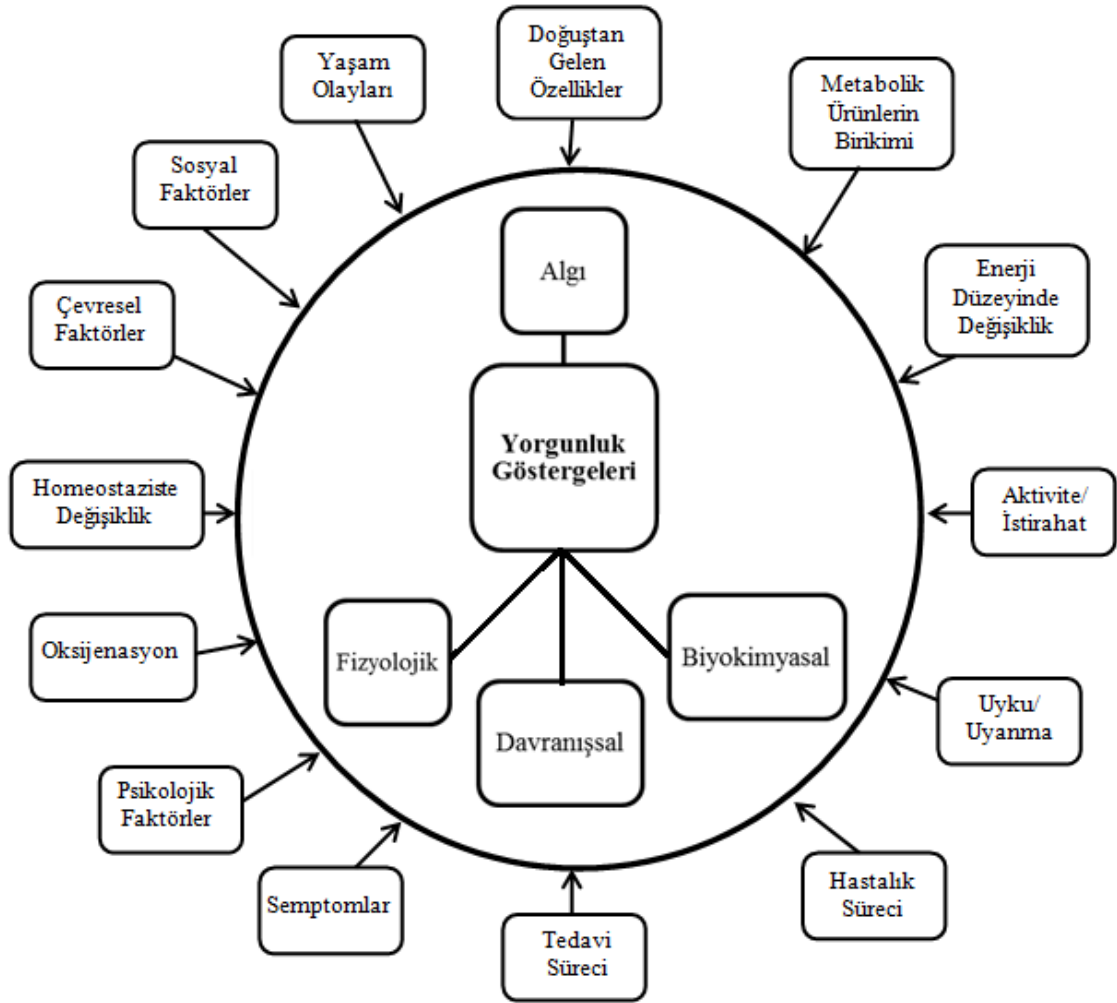 Doğuştan
Gelen
Özellikler
Metabolik
Ürünlerin
Birikimi
Enerji
Düzeyinde
Değişiklik
Aktivite/
İstirahat
Uyku/
Uyanma
Hastalık
Süreci
Tedavi
Süreci
Semptomlar
Psikolojik
Faktörler
Oksijenasyon
Homeostaziste
Değişiklik
Çevresel
Faktörler
Sosyal
Faktörler
Yaşam
Olayları
Algı
Yorgunluk
Göstergeleri
Fizyolojik
Davranışsal
Biyokimyasal